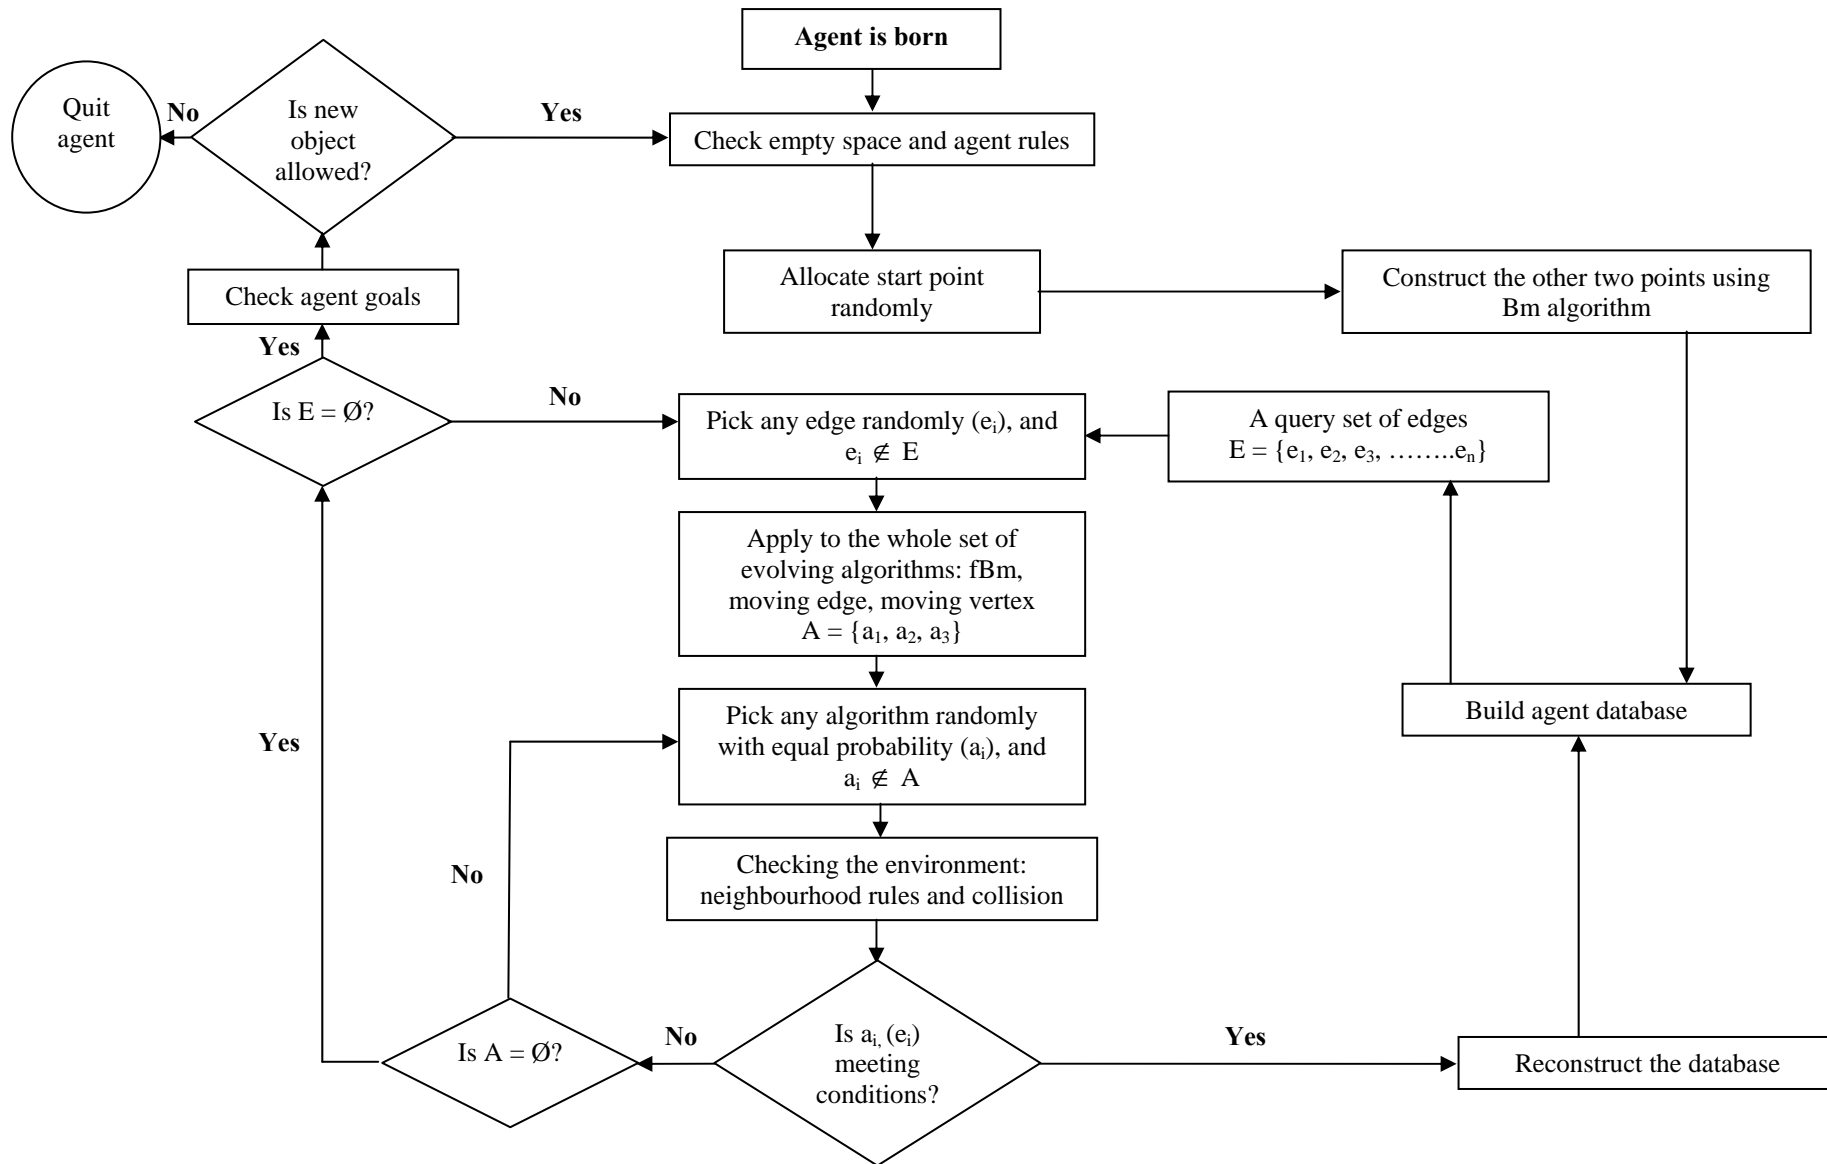 Agent is born
Quit
agent
No
Is new
object
allowed?
Yes
Check empty space and agent rules
Allocate start point
randomly
Construct the other two points using
Bm algorithm
Check agent goals
Yes
Is E = Ø?
No
Pick any edge randomly (eᵢ), and
eᵢ ∉ E
A query set of edges
E = {e₁, e₂, e₃, ……..eₙ}
Apply to the whole set of
evolving algorithms: fBm,
moving edge, moving vertex
A = {a₁, a₂, a₃}
Pick any algorithm randomly
with equal probability (aᵢ), and
aᵢ ∉ A
Build agent database
Yes
No
Checking the environment:
neighbourhood rules and collision
Is A = Ø?
No
Is aᵢ, (eᵢ)
meeting
conditions?
Yes
Reconstruct the database